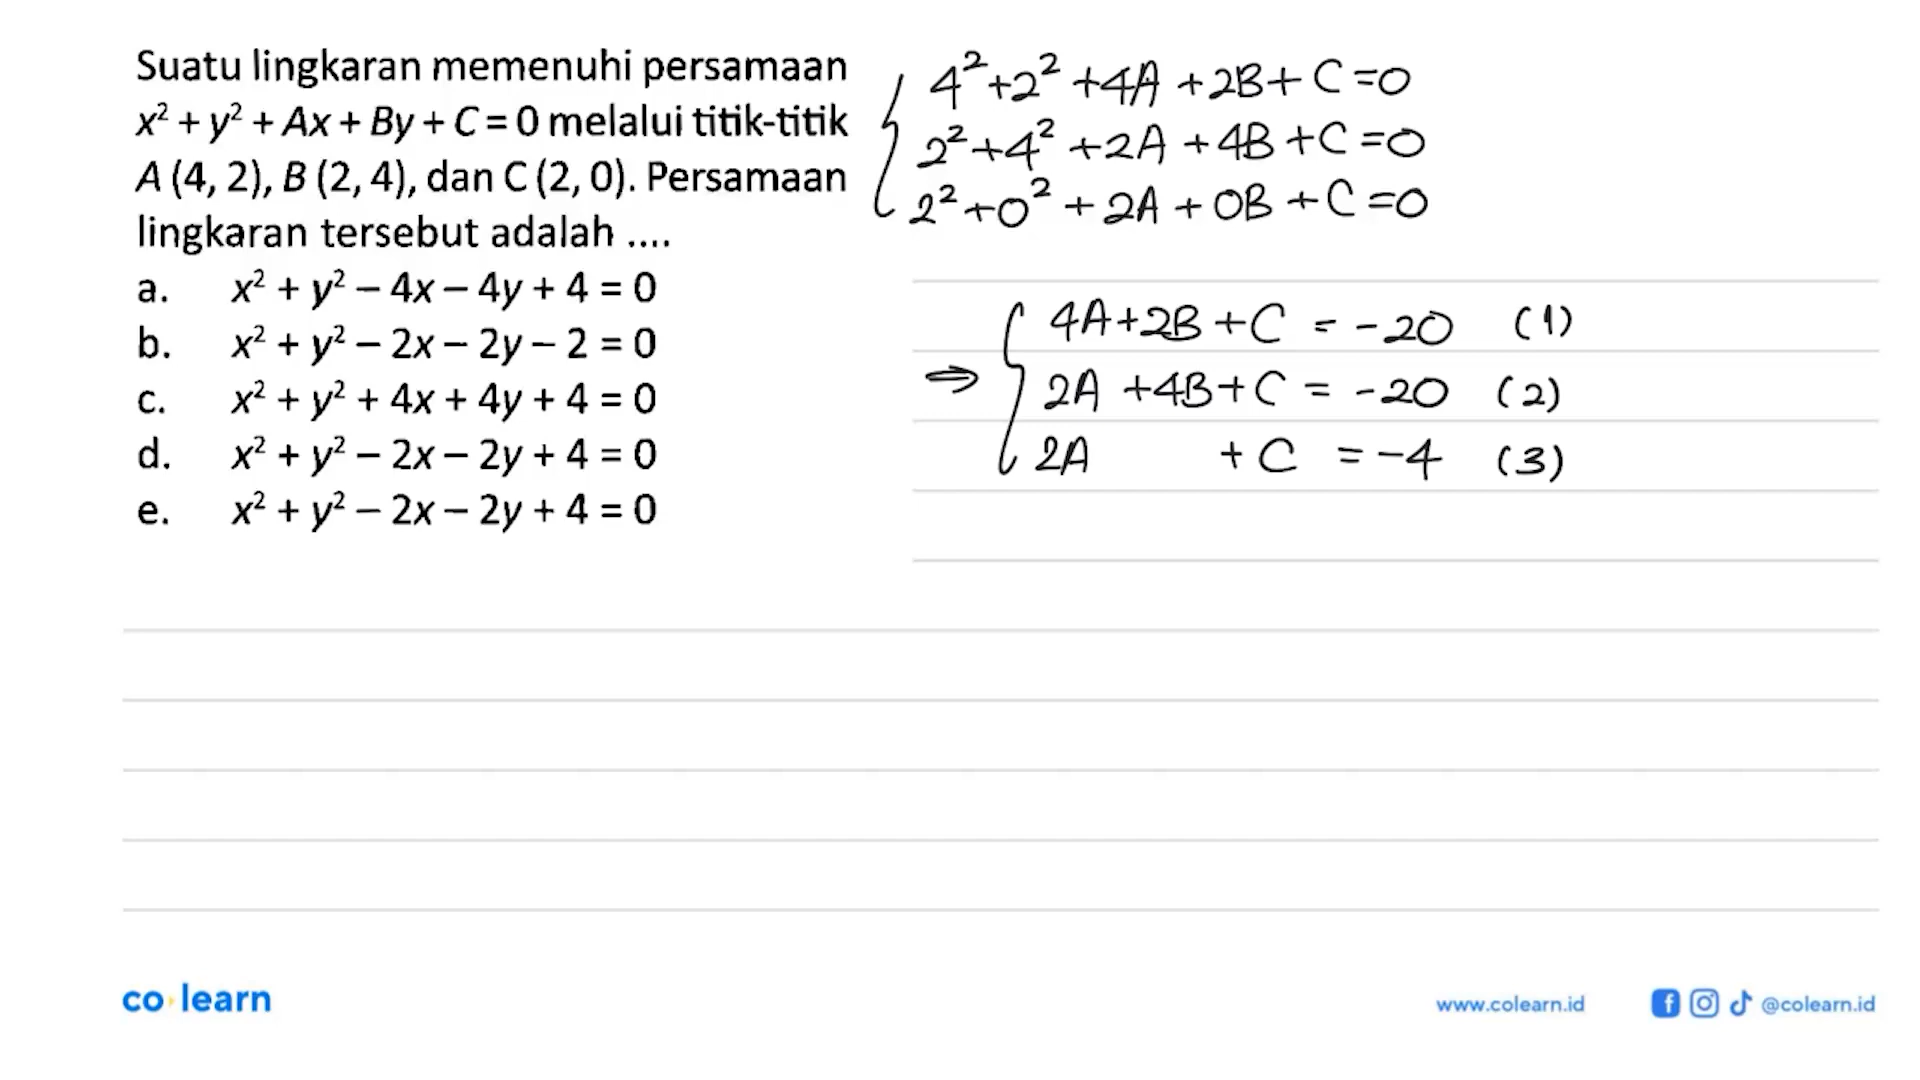 Suatu lingkaran memenuhi persamaan
x² + y² + Ax + By + C = 0 melalui titik-titik
A (4, 2), B (2, 4), dan C (2, 0). Persamaan
lingkaran tersebut adalah ....
a. x² + y² – 4x – 4y + 4 = 0
b. x² + y² – 2x – 2y – 2 = 0
c. x² + y² + 4x + 4y + 4 = 0
d. x² + y² – 2x – 2y + 4 = 0
e. x² + y² – 2x – 2y + 4 = 0
4² + 2² + 4A + 2B + C = 0
2² + 4² + 2A + 4B + C = 0
2² + 0² + 2A + 0B + C = 0
⇒ 4A + 2B + C = -20 (1)
2A + 4B + C = -20 (2)
2A + C = -4 (3)
co learn
www.colearn.id
@colearn.id